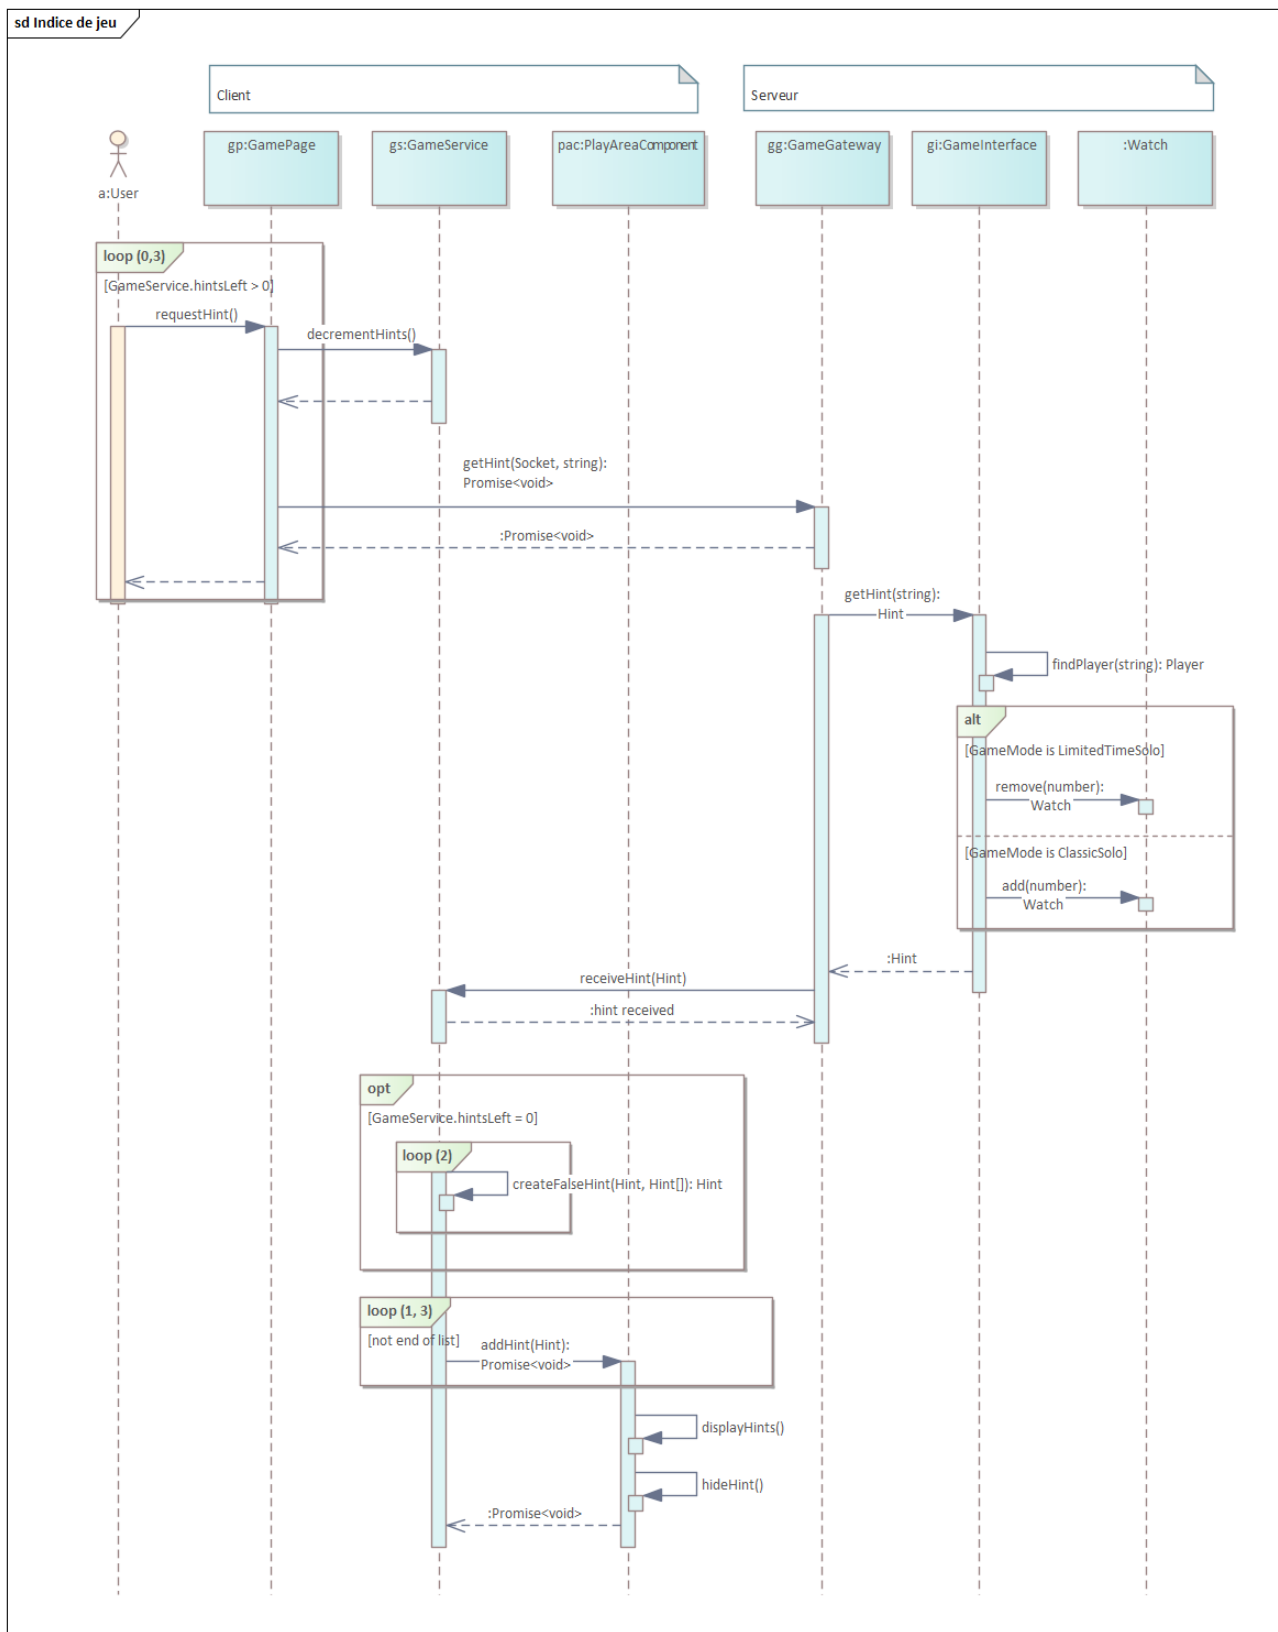 sd Indice de jeu
Client
Serveur
a:User
gp:GamePage
gs:GameService
pac:PlayAreaComponent
gg:GameGateway
gi:GameInterface
:Watch
loop (0,3)
[GameService.hintsLeft > 0]
requestHint()
decrementHints()
getHint(Socket, string):
Promise<void>
:Promise<void>
getHint(string):
Hint
findPlayer(string): Player
alt
[GameMode is LimitedTimeSolo]
remove(number):
Watch
[GameMode is ClassicSolo]
add(number):
Watch
:Hint
receiveHint(Hint)
:hint received
opt
[GameService.hintsLeft = 0]
loop (2)
createFalseHint(Hint, Hint[]): Hint
loop (1, 3)
[not end of list]
addHint(Hint):
Promise<void>
displayHints()
hideHint()
:Promise<void>